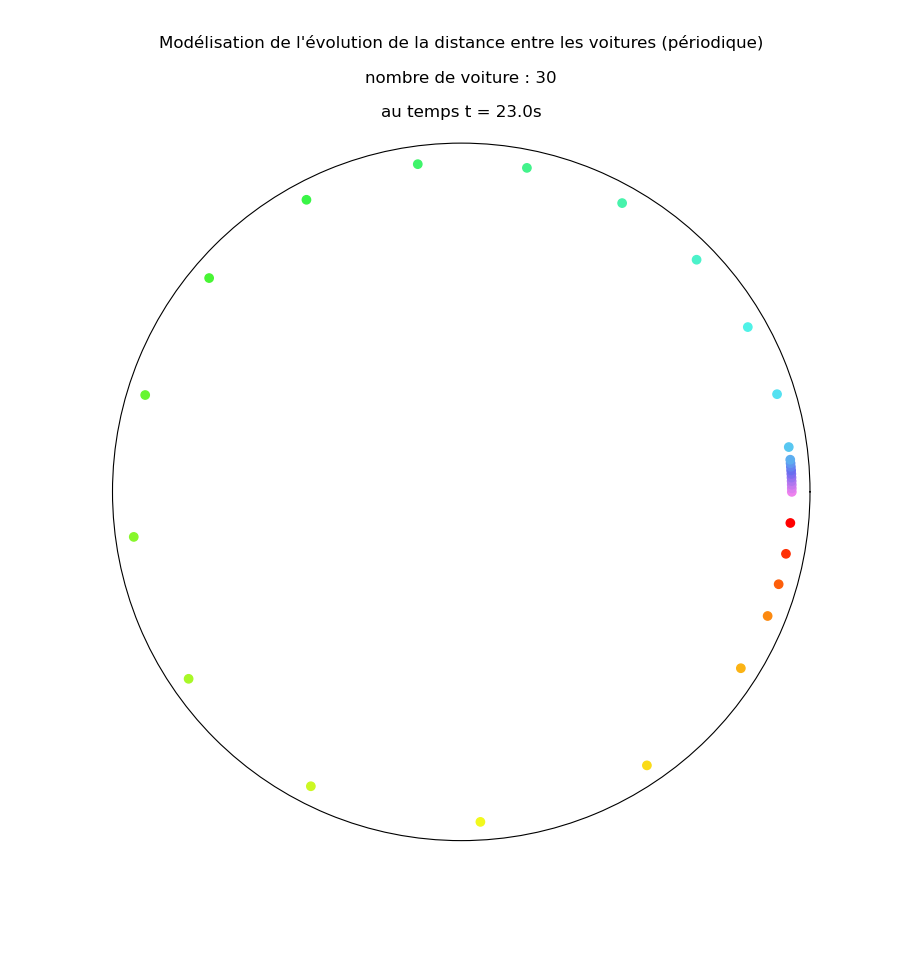 Modélisation de l'évolution de la distance entre les voitures (périodique)
nombre de voiture : 30
au temps t = 23.0s